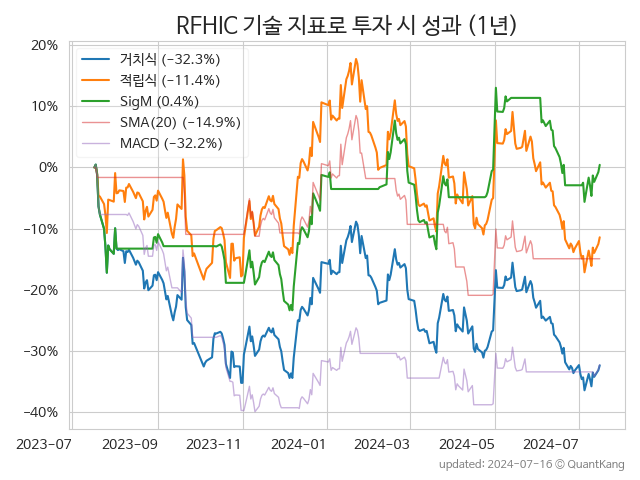 RFHIC 기술 지표로 투자 시 성과 (1년)
거치식 (−32.3%)
적립식 (−11.4%)
SigM (0.4%)
SMA(20) (−14.9%)
MACD (−32.2%)
20%
10%
0%
−10%
−20%
−30%
−40%
2023-07 2023-09 2023-11 2024-01 2024-03 2024-05 2024-07
updated: 2024-07-16 © QuantKang